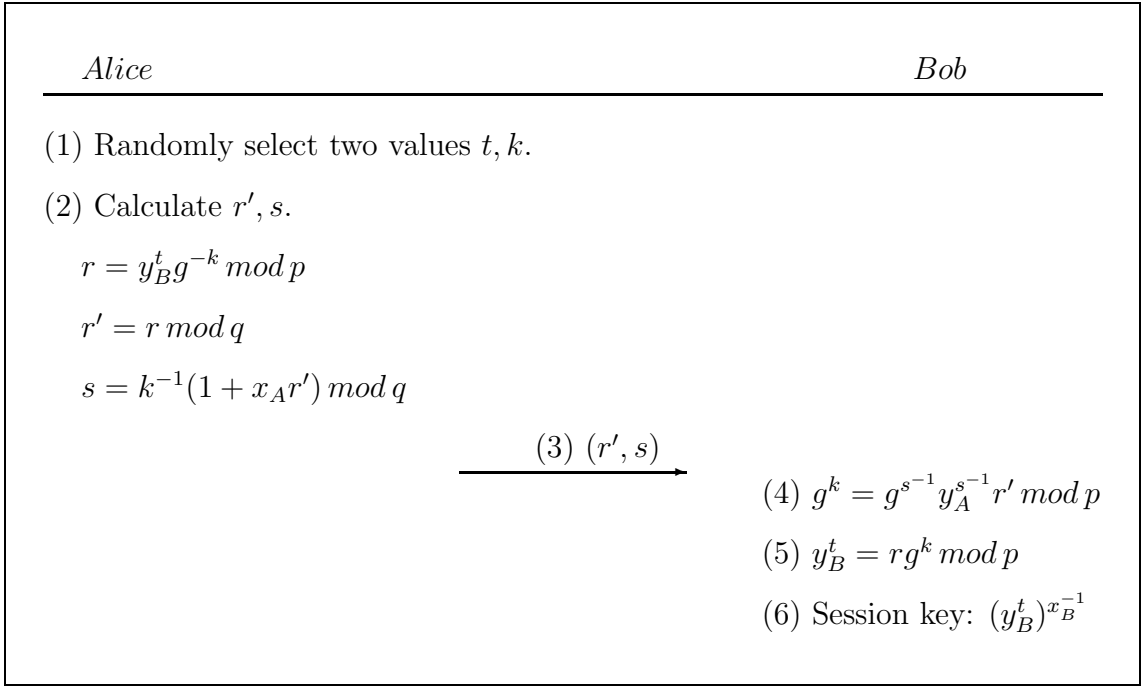 Alice Bob
(1) Randomly select two values t, k.
(2) Calculate r′, s.
r = y_B^t g^{-k} mod p
r′ = r mod q
s = k^{-1}(1 + x_A r′) mod q
(3) (r′, s)
(4) g^k = g^{s^{-1}} y_A^{s^{-1}} r′ mod p
(5) y_B^t = r g^k mod p
(6) Session key: (y_B^t)^{x_B^{-1}}